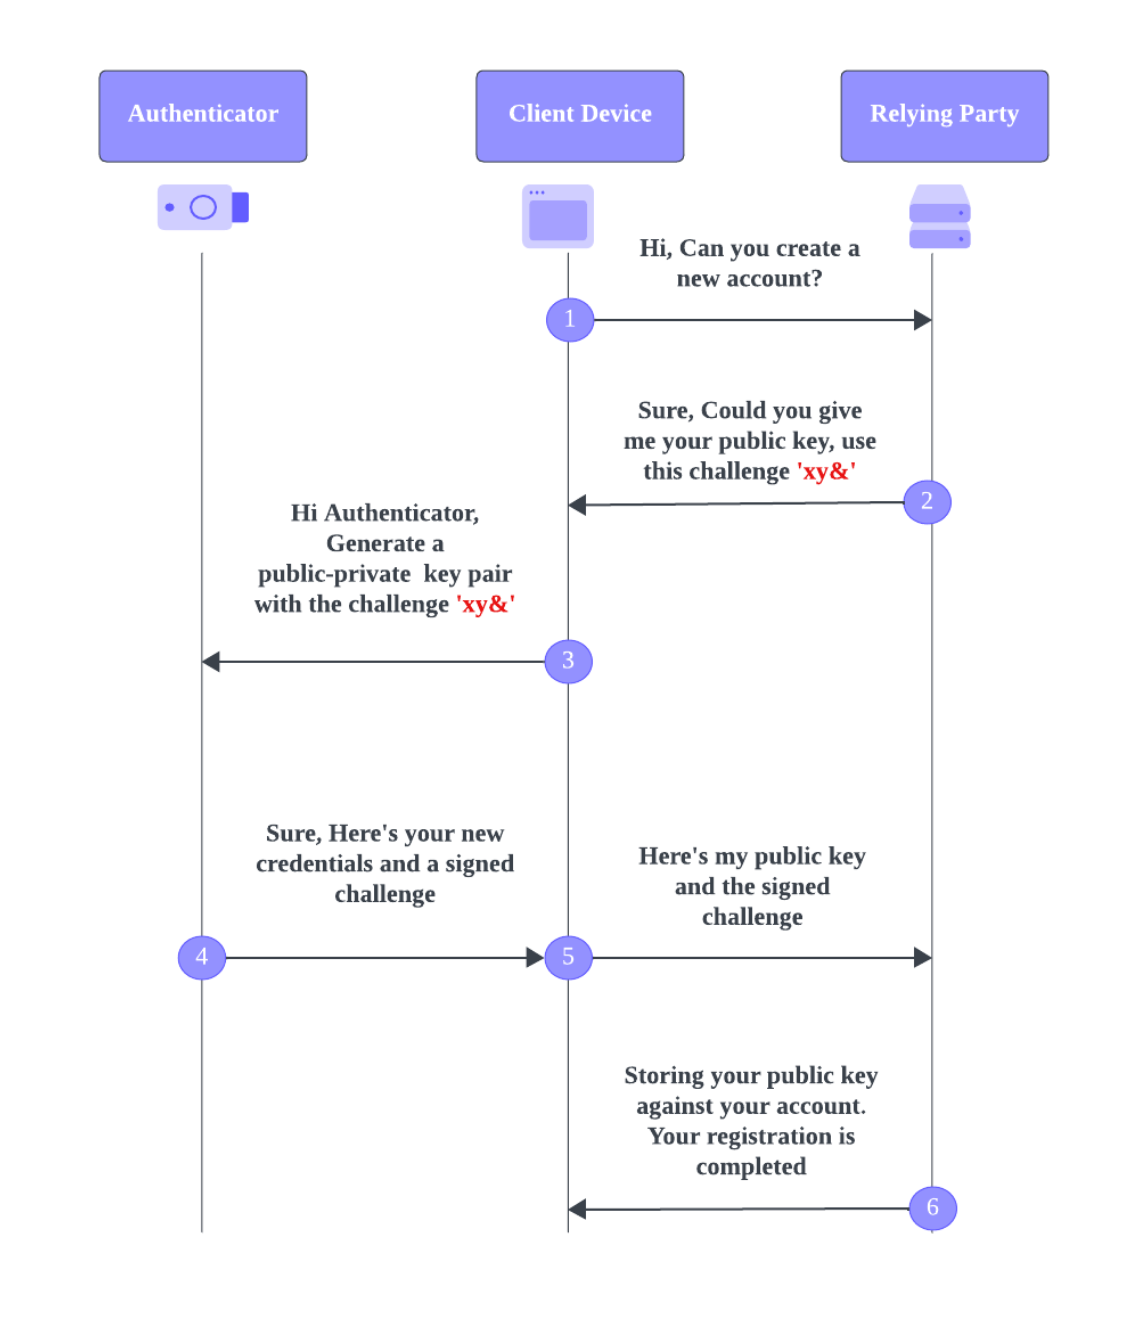 Authenticator
Client Device
Relying Party
Hi, Can you create a
new account?
1
Sure, Could you give
me your public key, use
this challenge 'xy&'
2
Hi Authenticator,
Generate a
public-private  key pair
with the challenge 'xy&'
3
Sure, Here's your new
credentials and a signed
challenge
4
Here's my public key
and the signed
challenge
5
Storing your public key
against your account.
Your registration is
completed
6